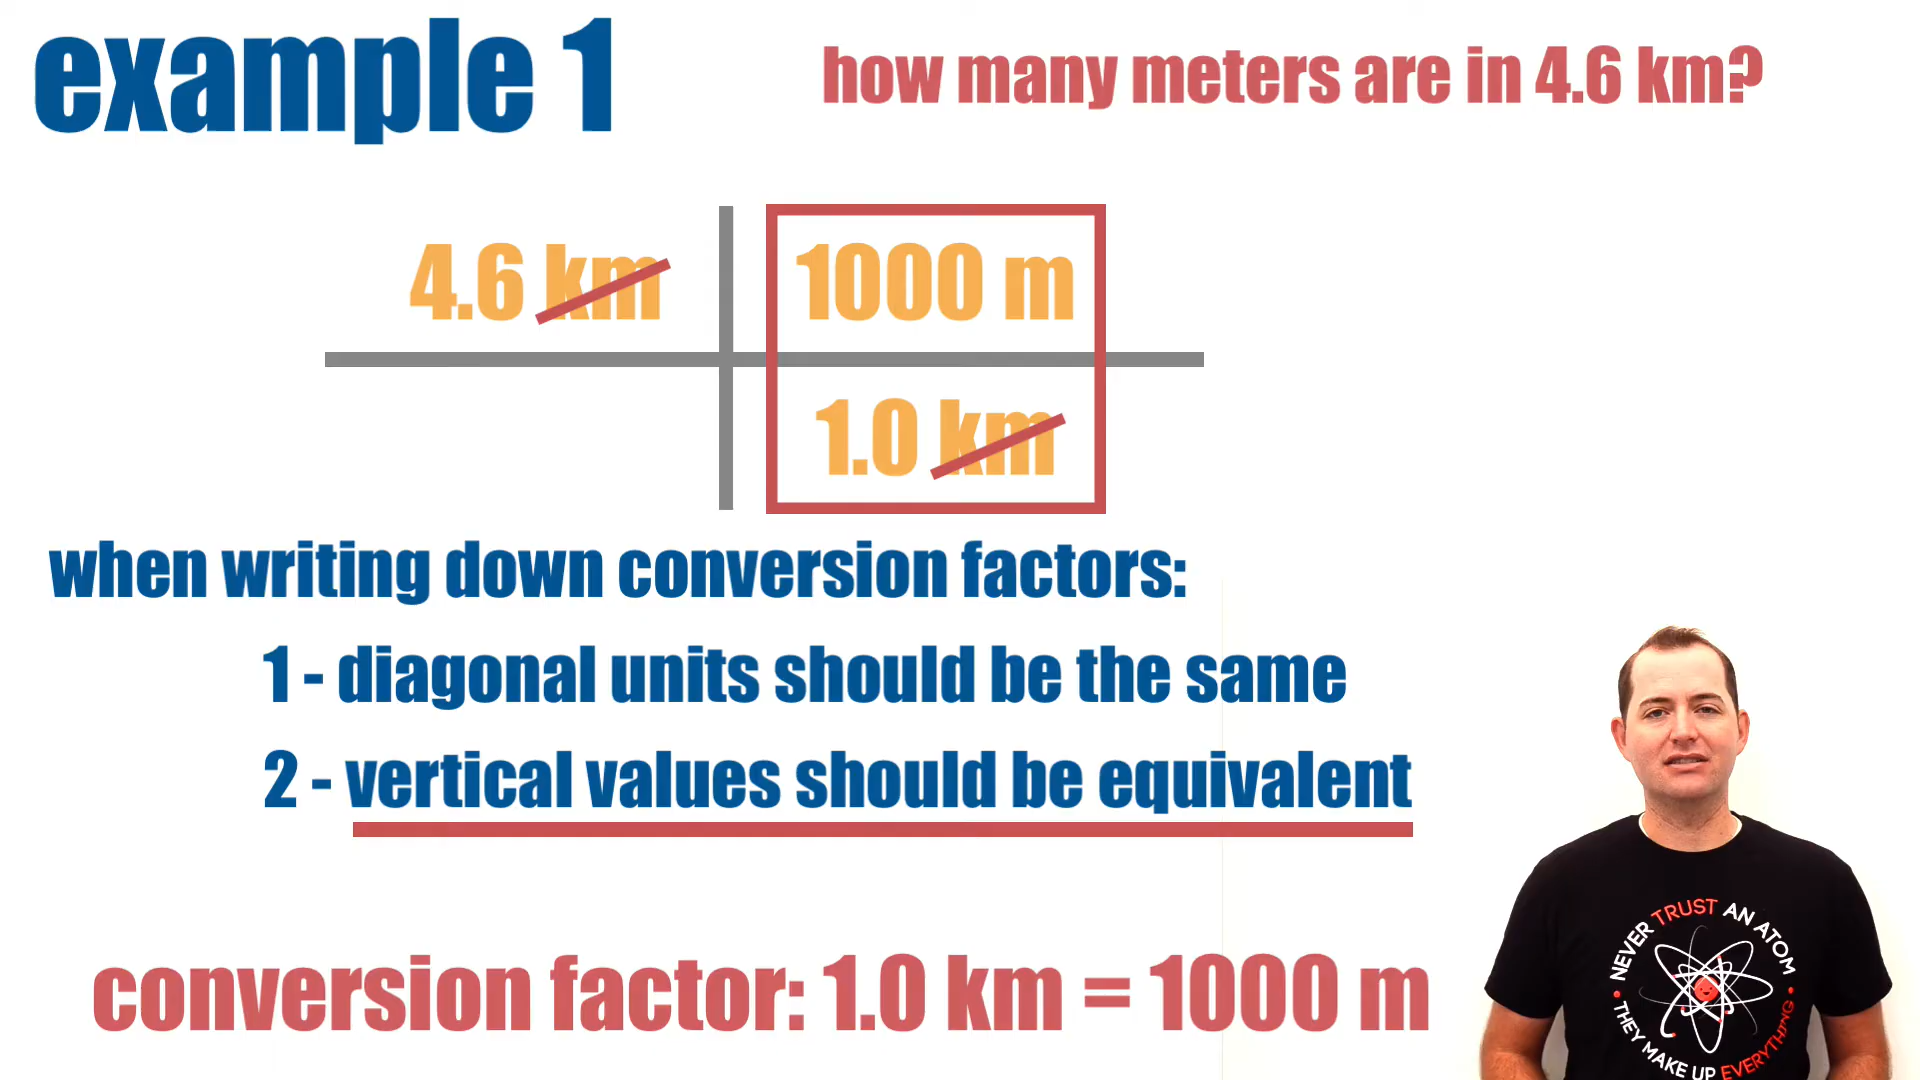 example 1
how many meters are in 4.6 km?
4.6 km
1000 m
1.0 km
when writing down conversion factors:
1 - diagonal units should be the same
2 - vertical values should be equivalent
conversion factor: 1.0 km = 1000 m
NEVER TRUST AN ATOM
• THEY MAKE UP EVERYTHING •